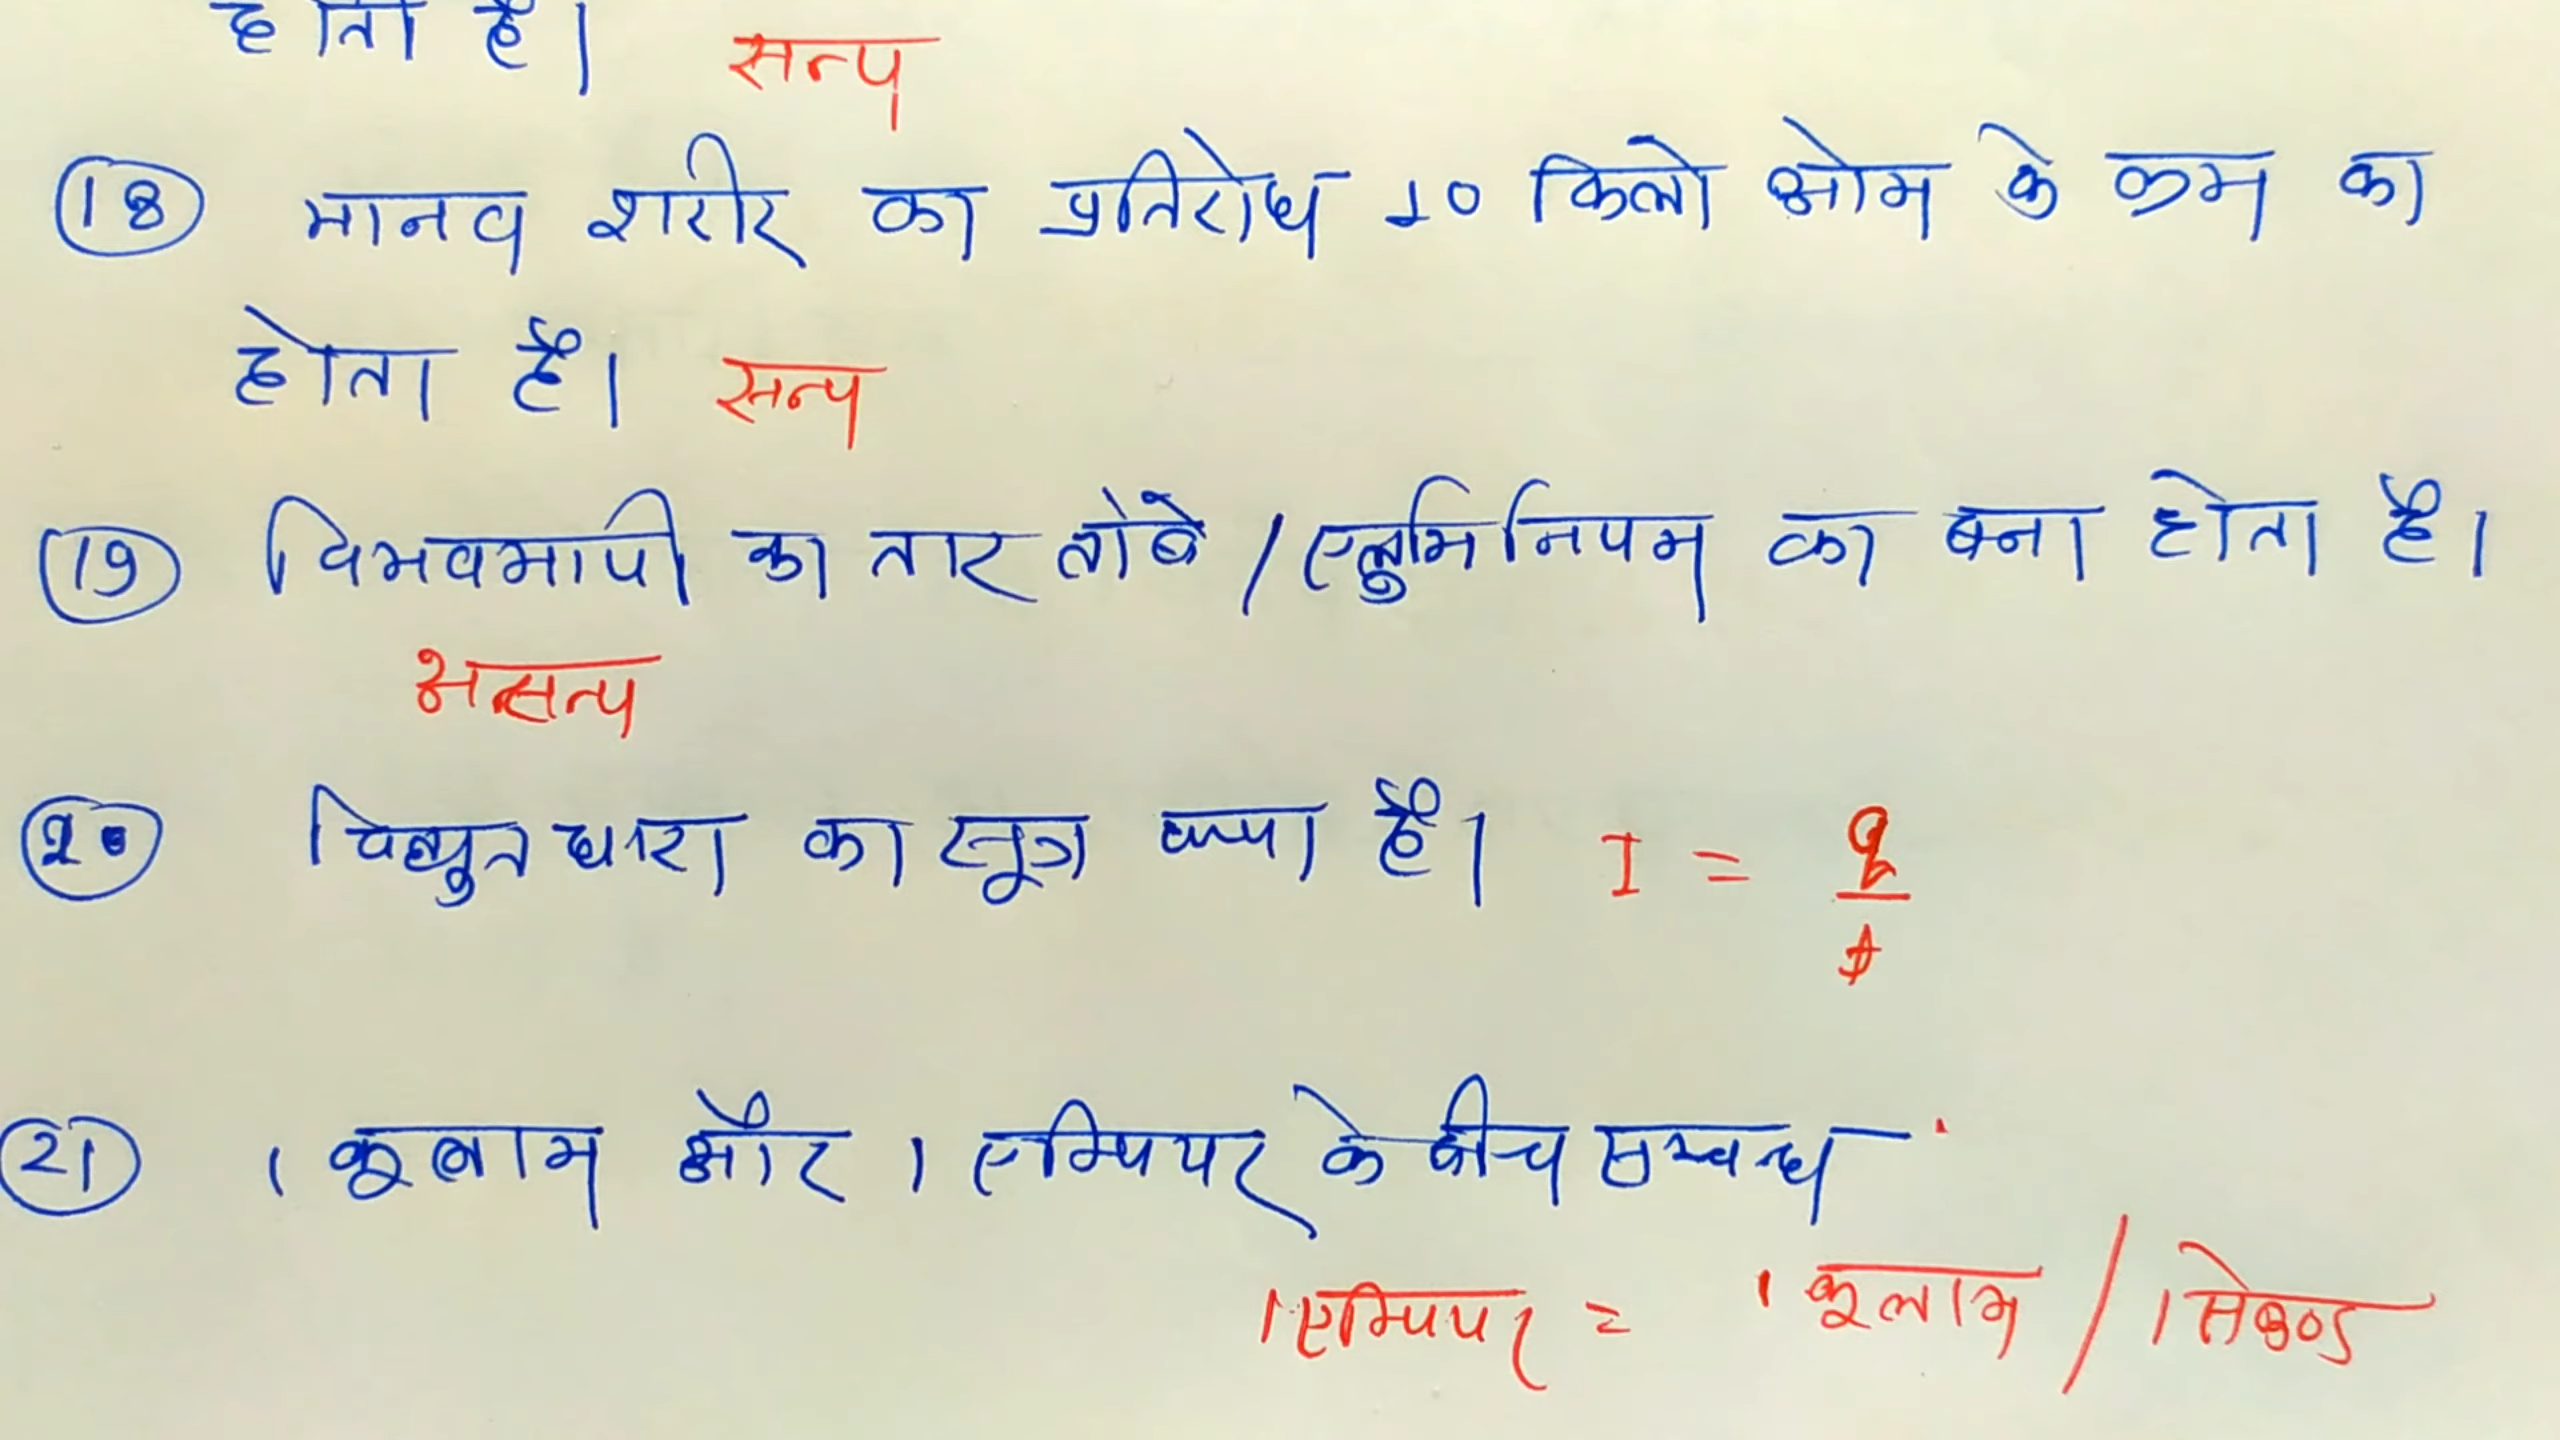 होता है। सत्य
(18) मानव शरीर का प्रतिरोध 10 किलो ओम के क्रम का
होता है। सत्य
(19) विभवमापी का तार तांबे / एलुमिनियम का बना होता है।
असत्य
(20) विद्युत धारा का सूत्र क्या है। I = q/t
(21) 1 कूलाम और 1 एम्पियर के बीच सम्बन्ध
1 एम्पियर = 1 कूलाम / 1 सेकण्ड